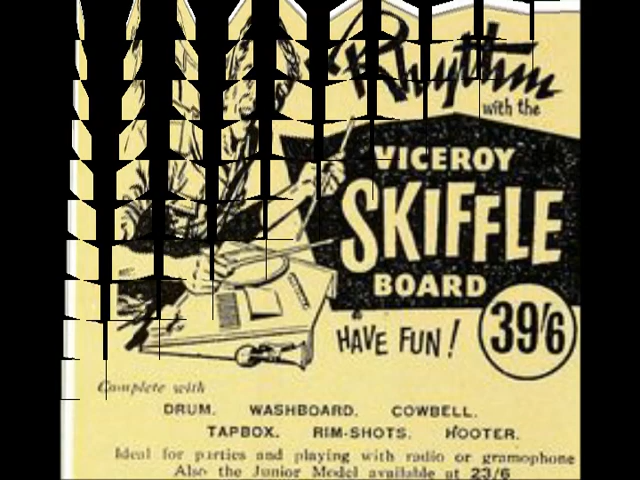 Rhythm
with the
VICEROY
SKIFFLE
BOARD
HAVE FUN!
39/6
Complete with
DRUM. WASHBOARD. COWBELL.
TAPBOX. RIM-SHOTS. HOOTER.
Ideal for parties and playing with radio or gramophone
Also the Junior Model available at 23/6